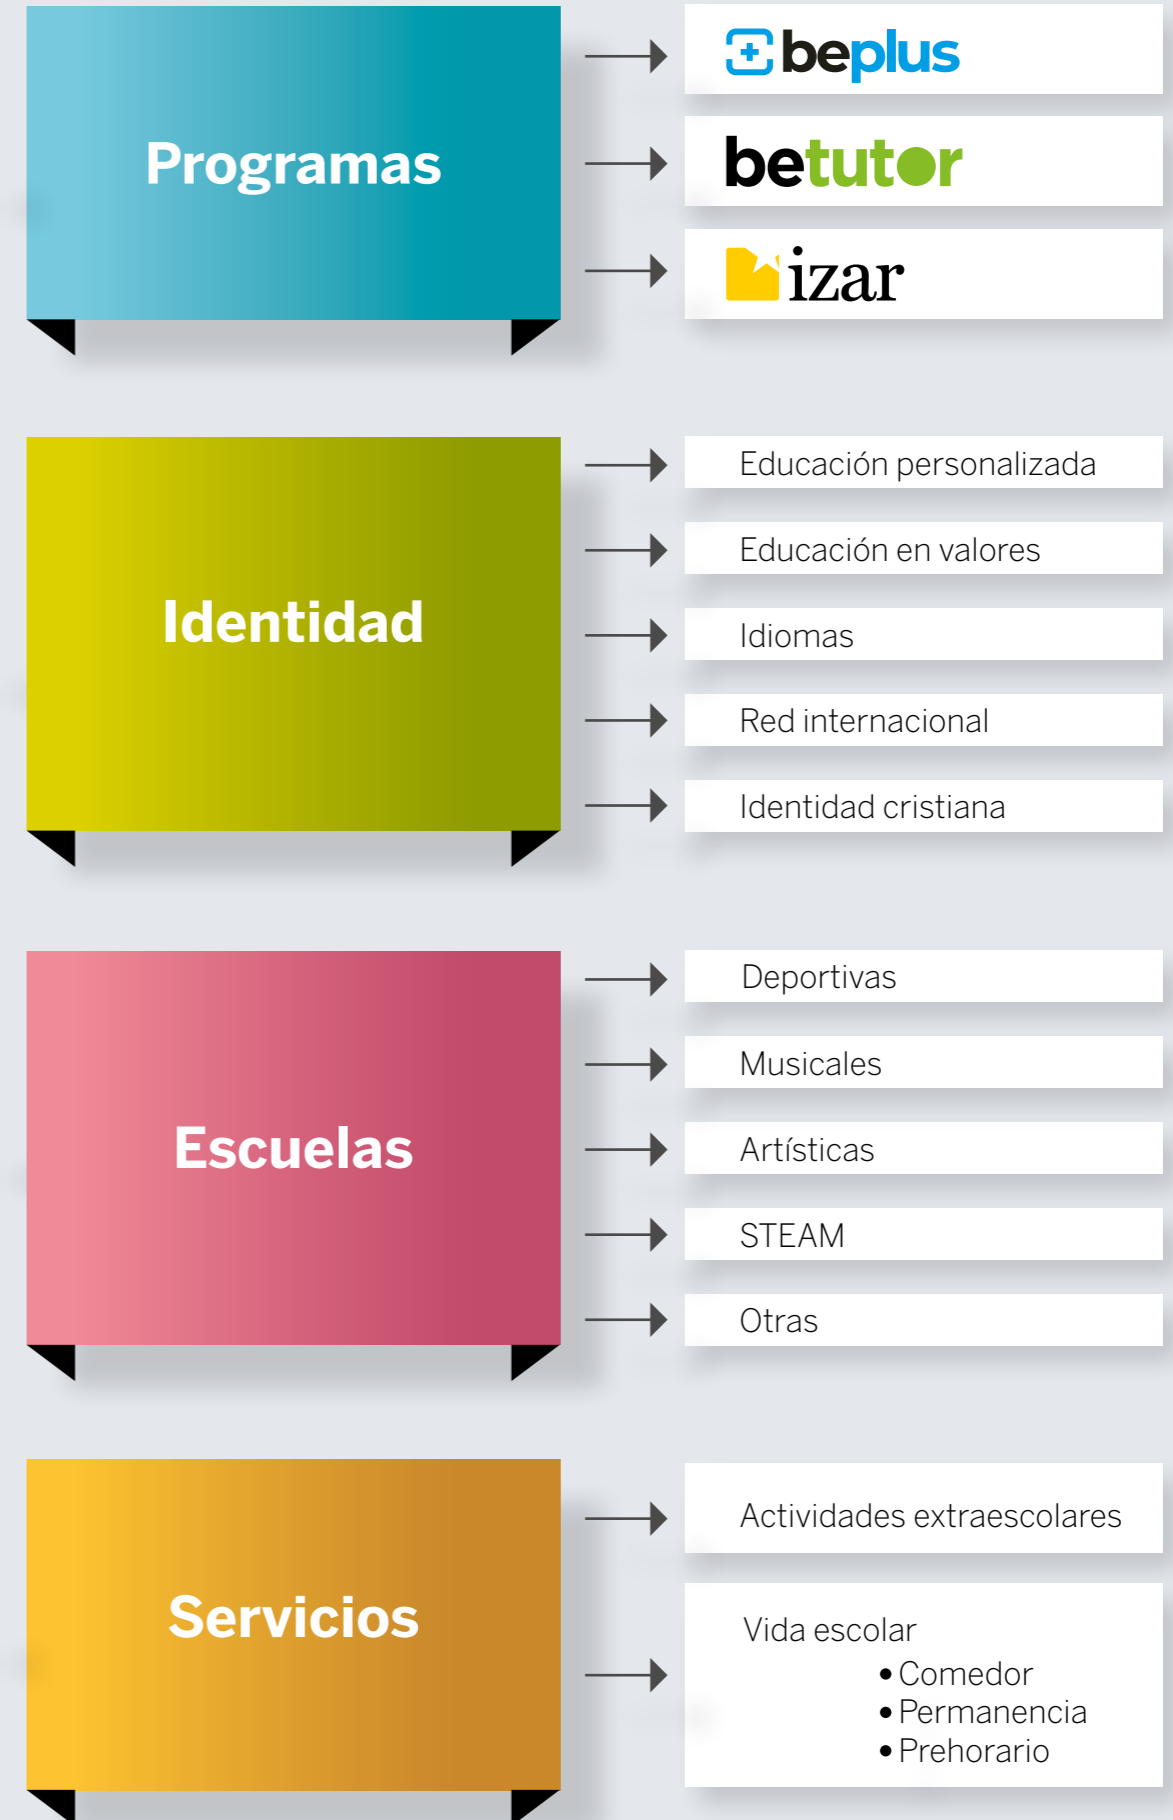 Programas
beplus
betutor
izar
Identidad
Educación personalizada
Educación en valores
Idiomas
Red internacional
Identidad cristiana
Escuelas
Deportivas
Musicales
Artísticas
STEAM
Otras
Servicios
Actividades extraescolares
Vida escolar
• Comedor
• Permanencia
• Prehorario